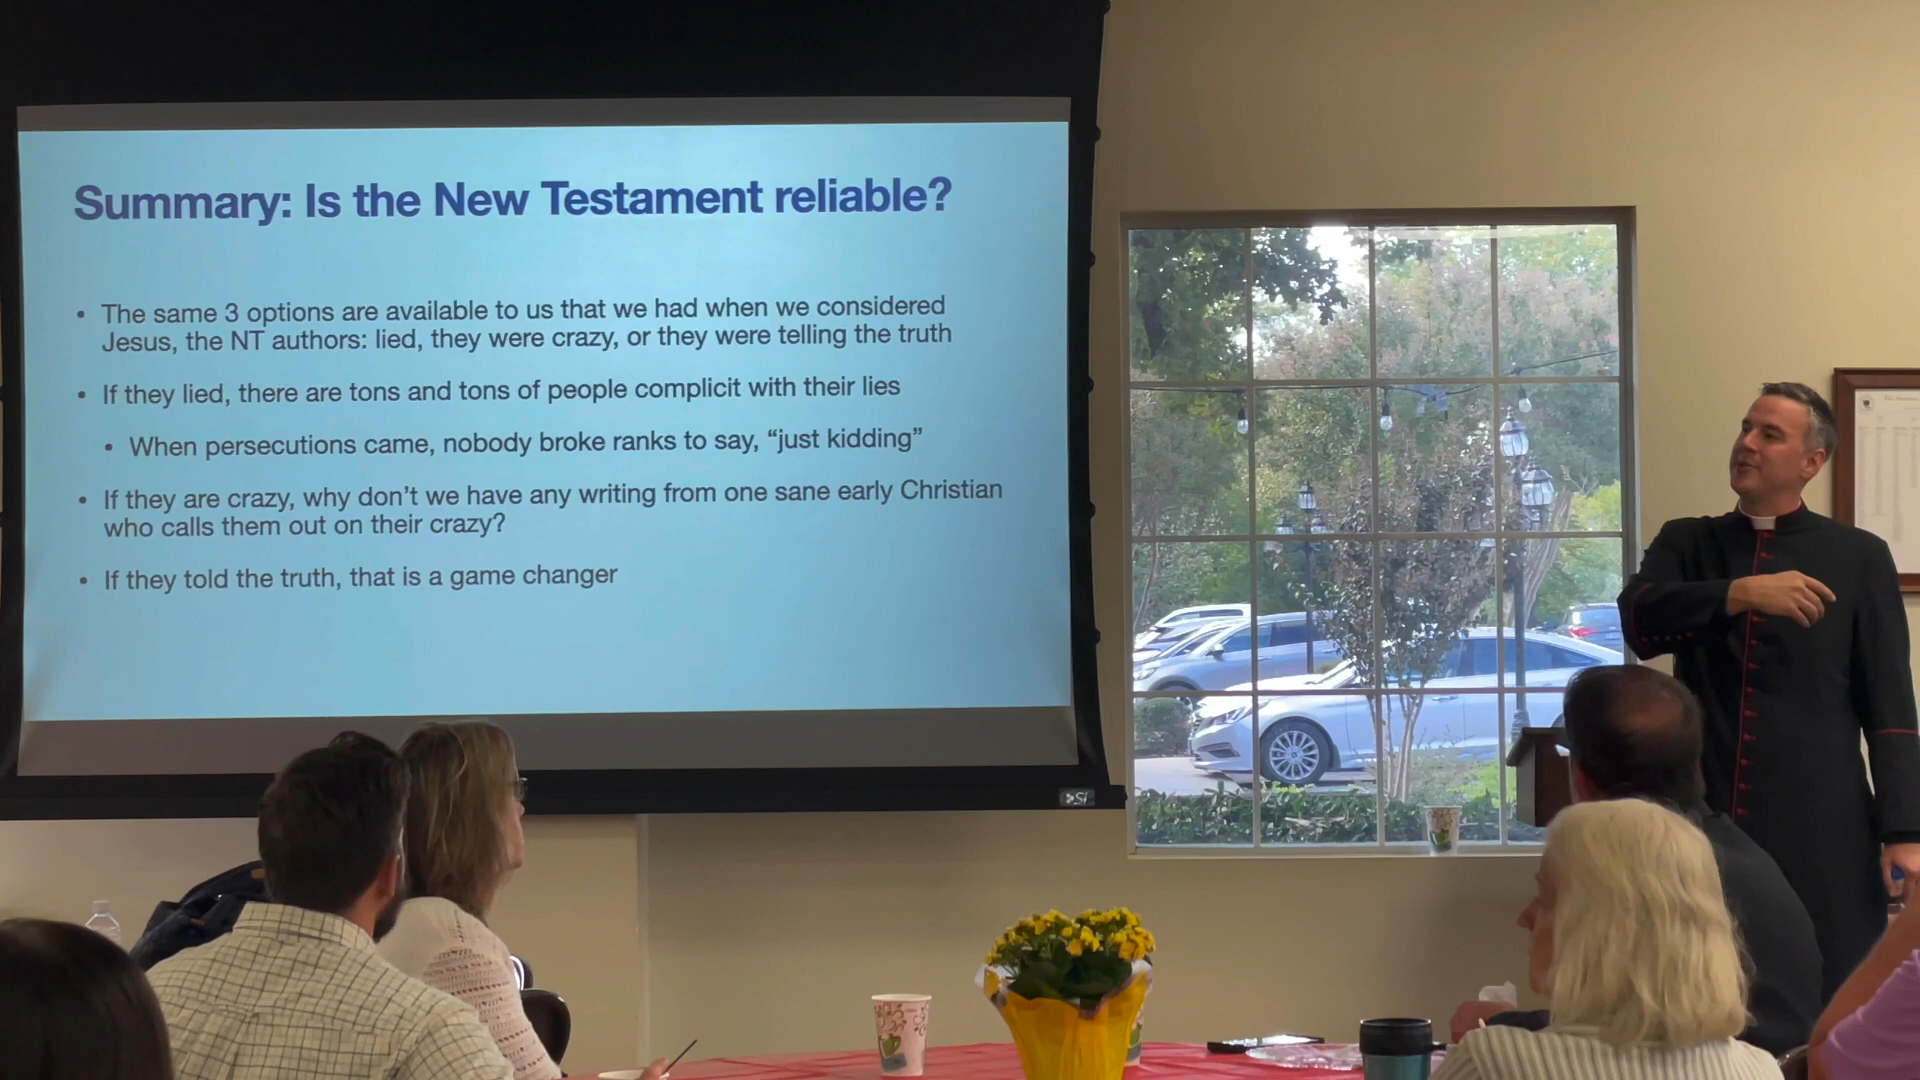 Summary: Is the New Testament reliable?
• The same 3 options are available to us that we had when we considered
Jesus, the NT authors: lied, they were crazy, or they were telling the truth
• If they lied, there are tons and tons of people complicit with their lies
• When persecutions came, nobody broke ranks to say, “just kidding”
• If they are crazy, why don’t we have any writing from one sane early Christian
who calls them out on their crazy?
• If they told the truth, that is a game changer
Si